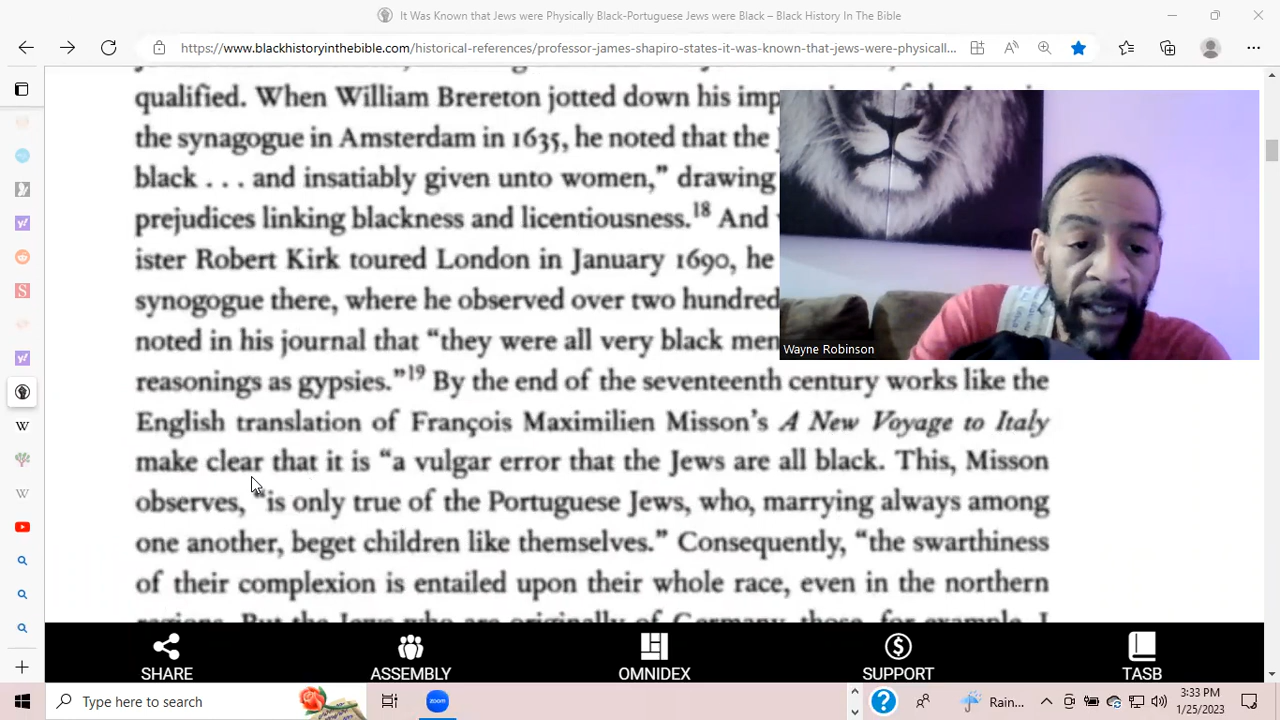 It Was Known that Jews were Physically Black-Portuguese Jews were Black – Black History In The Bible
https://www.blackhistoryinthebible.com/historical-references/professor-james-shapiro-states-it-was-known-that-jews-were-physicall...
qualified. When William Brereton jotted down his
the synagogue in Amsterdam in 1635, he noted that the
black . . . and insatiably given unto women,” drawing
prejudices linking blackness and licentiousness.18 And
ister Robert Kirk toured London in January 1690, he
synogogue there, where he observed over two hundred
noted in his journal that “they were all very black men
Wayne Robinson
reasonings as gypsies.”19 By the end of the seventeenth century works like the
English translation of François Maximilien Misson’s A New Voyage to Italy
make clear that it is “a vulgar error that the Jews are all black. This, Misson
observes, “is only true of the Portuguese Jews, who, marrying always among
one another, beget children like themselves.” Consequently, “the swarthiness
of their complexion is entailed upon their whole race, even in the northern
SHARE
ASSEMBLY
OMNIDEX
SUPPORT
TASB
Type here to search
zoom
Rain...
3:33 PM
1/25/2023